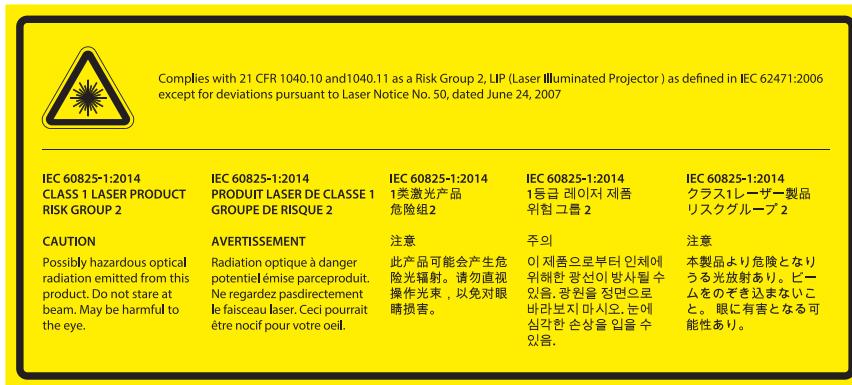 Complies with 21 CFR 1040.10 and1040.11 as a Risk Group 2, LIP (Laser Illuminated Projector ) as defined in IEC 62471:2006
except for deviations pursuant to Laser Notice No. 50, dated June 24, 2007
IEC 60825-1:2014
CLASS 1 LASER PRODUCT
RISK GROUP 2
CAUTION
Possibly hazardous optical
radiation emitted from this
product. Do not stare at
beam. May be harmful to
the eye.
IEC 60825-1:2014
PRODUIT LASER DE CLASSE 1
GROUPE DE RISQUE 2
AVERTISSEMENT
Radiation optique à danger
potentiel émise parceproduit.
Ne regardez pasdirectement
le faisceau laser. Ceci pourrait
être nocif pour votre oeil.
IEC 60825-1:2014
1类激光产品
危险组2
注意
此产品可能会产生危
险光辐射。请勿直视
操作光束，以免对眼
睛损害。
IEC 60825-1:2014
1등급 레이저 제품
위험 그룹 2
주의
이 제품으로부터 인체에
위해한 광선이 방사될 수
있음. 광원을 정면으로
바라보지 마시오. 눈에
심각한 손상을 입을 수
있음.
IEC 60825-1:2014
クラス1レーザー製品
リスクグループ 2
注意
本製品より危険となり
うる光放射あり。ビー
ムをのぞき込まないこ
と。 眼に有害となる可
能性あり。